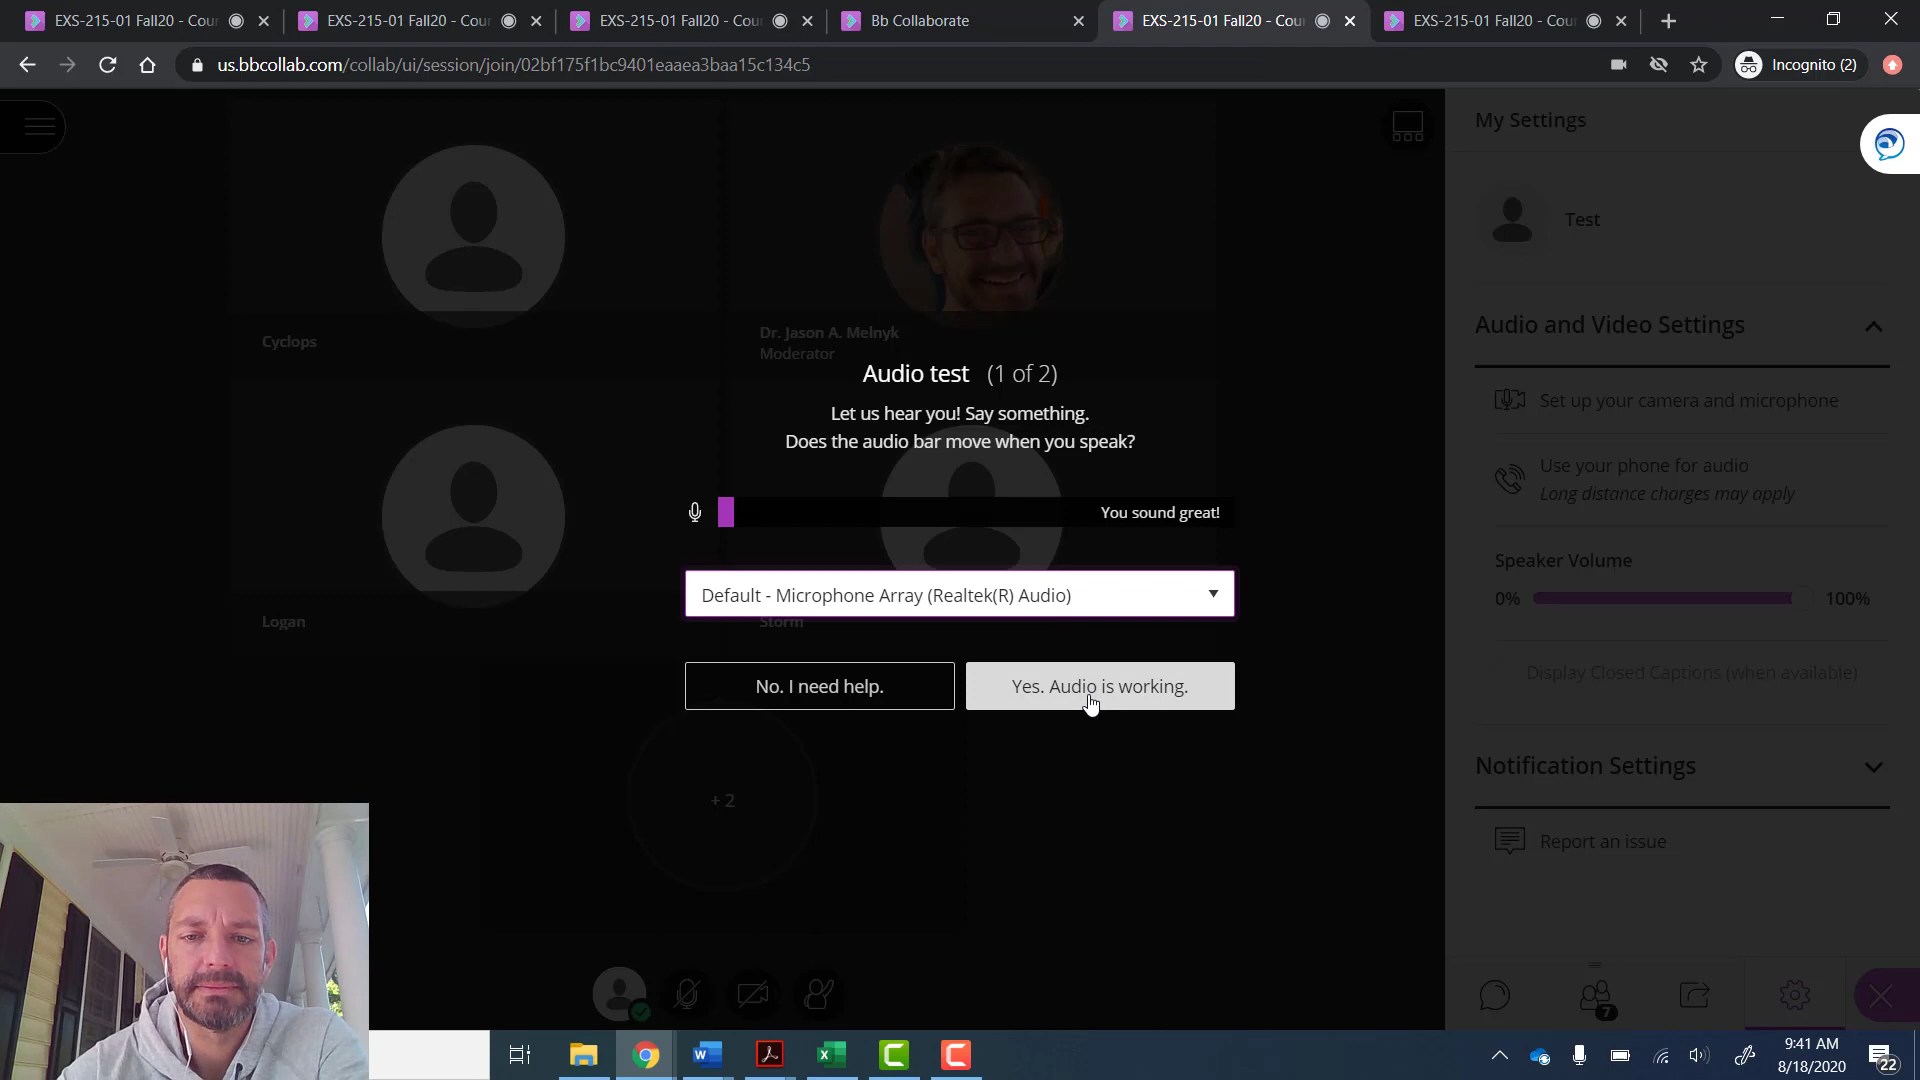 EXS-215-01 Fall20 - Cour
EXS-215-01 Fall20 - Cour
EXS-215-01 Fall20 - Cour
Bb Collaborate
EXS-215-01 Fall20 - Cour
EXS-215-01 Fall20 - Cour
us.bbcollab.com/collab/ui/session/join/02bf175f1bc9401eaaea3baa15c134c5
Incognito (2)
My Settings
Test
Cyclops
Dr. Jason A. Melnyk
Moderator
Audio test (1 of 2)
Let us hear you! Say something.
Does the audio bar move when you speak?
You sound great!
Default - Microphone Array (Realtek(R) Audio)
Logan
Storm
No. I need help.
Yes. Audio is working.
+ 2
Audio and Video Settings
Set up your camera and microphone
Use your phone for audio
Long distance charges may apply
Speaker Volume
0%
100%
Display Closed Captions (when available)
Notification Settings
Report an issue
7
9:41 AM
8/18/2020
22